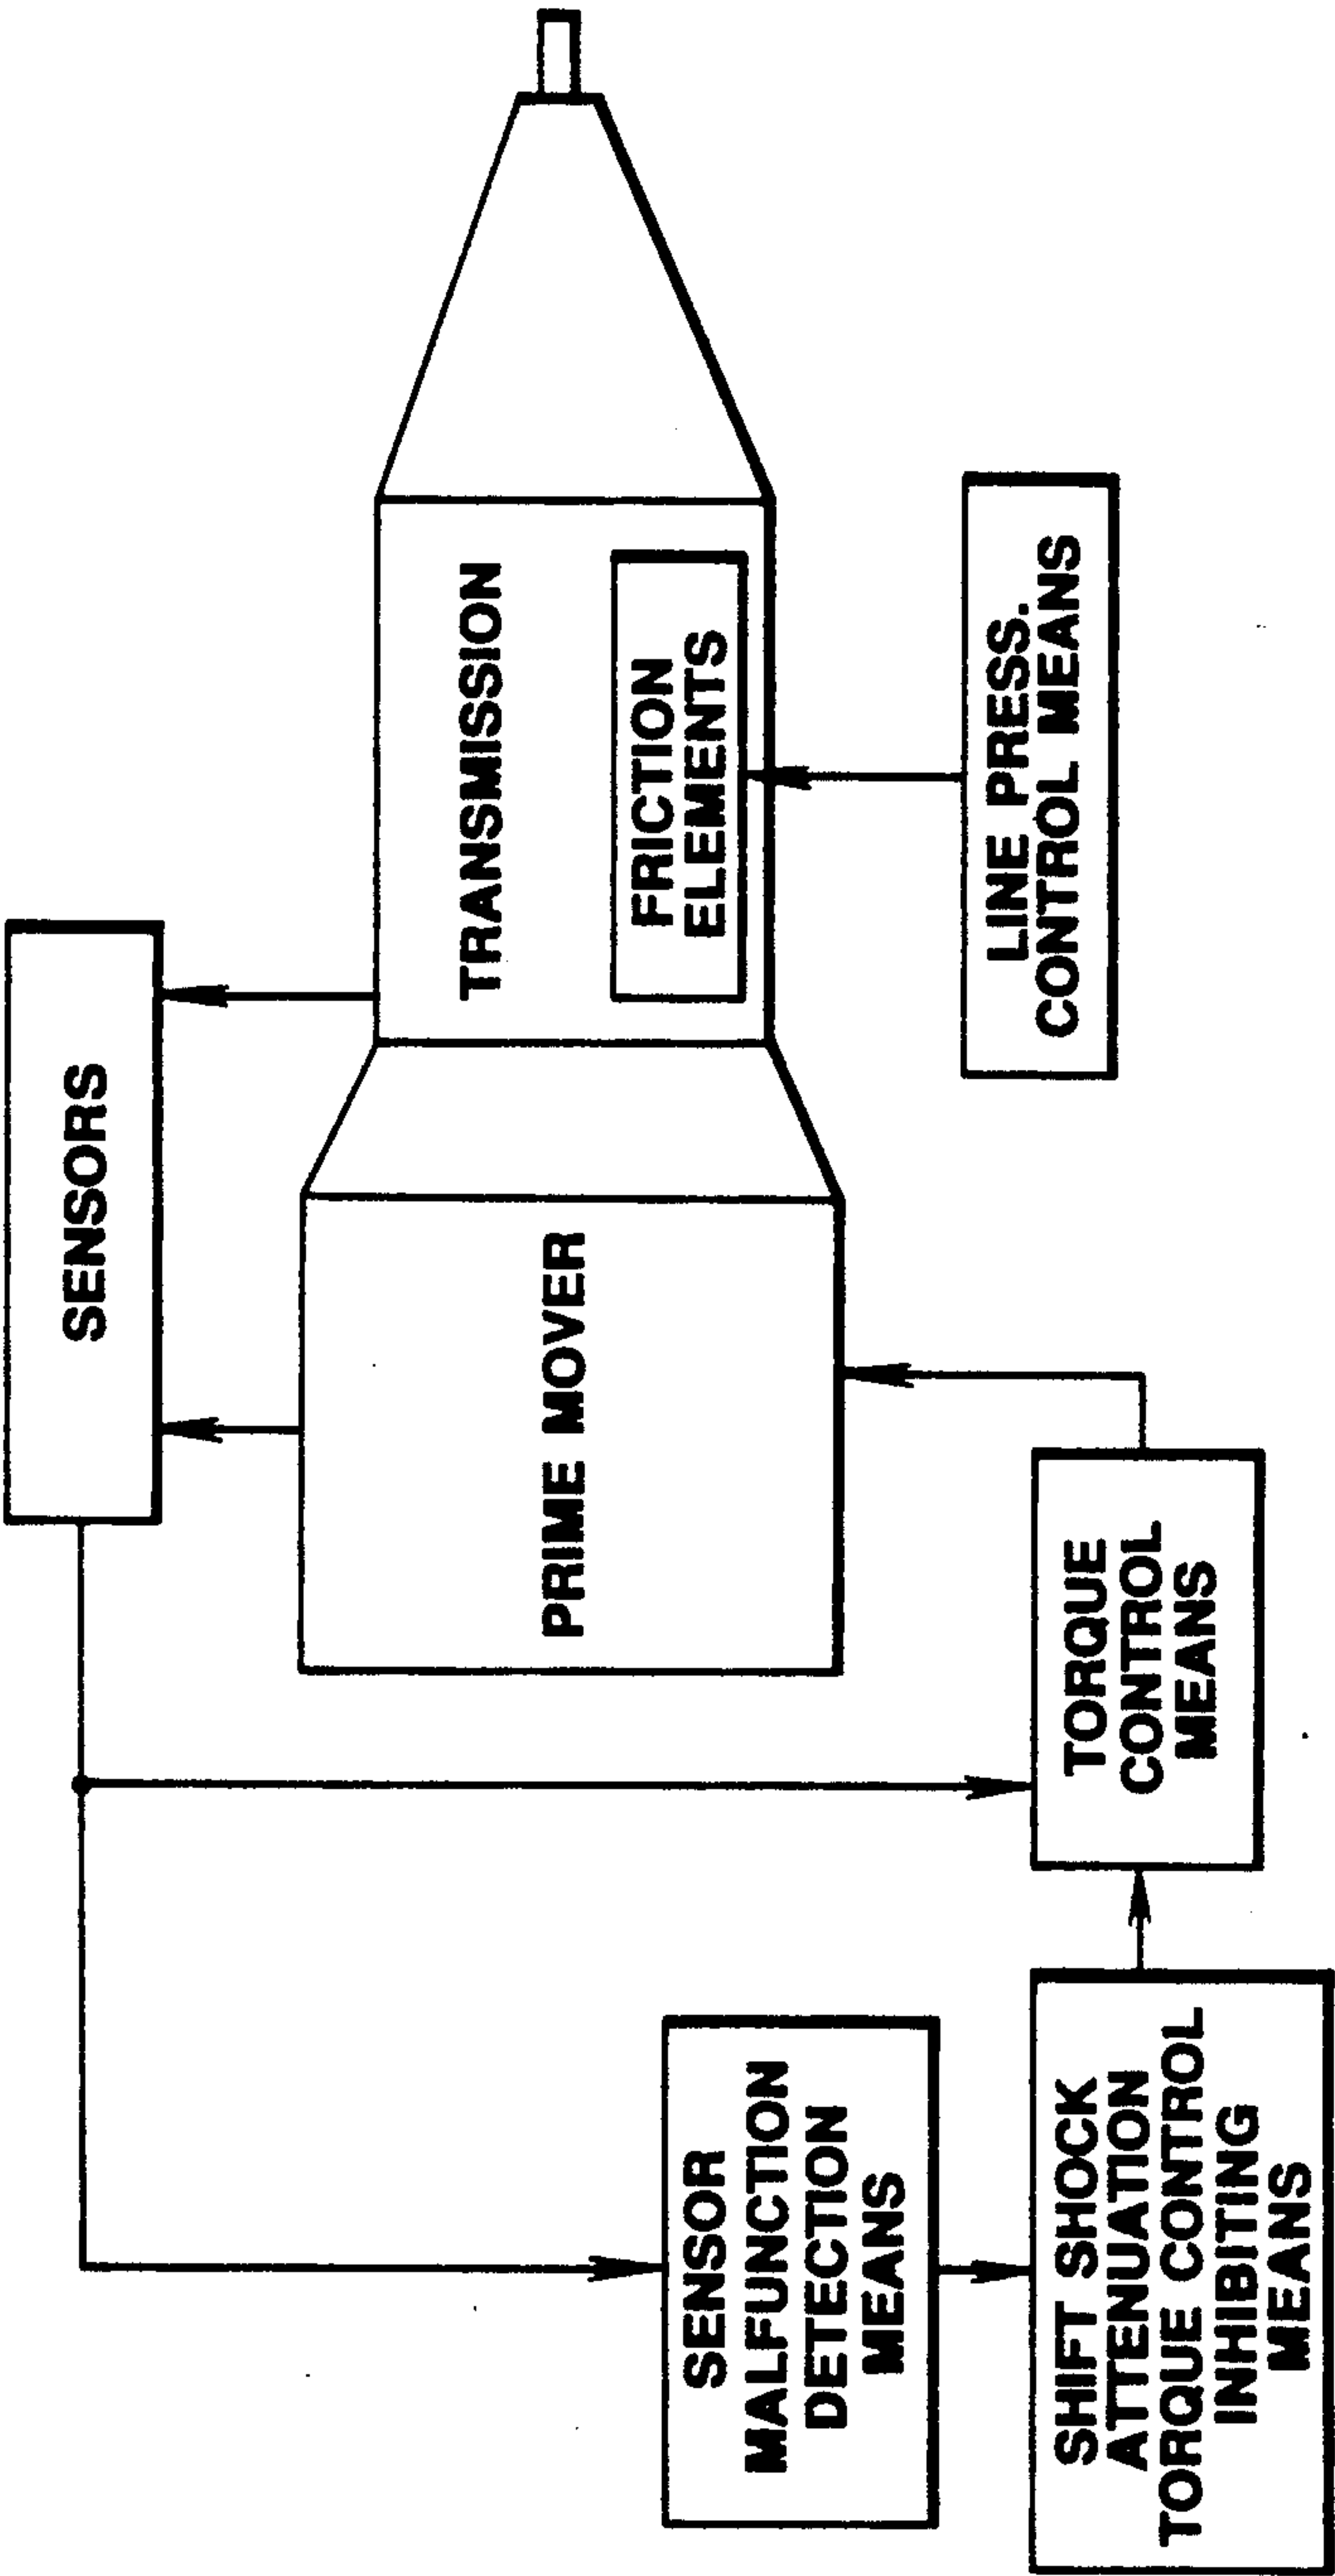 SENSORS
PRIME MOVER
TRANSMISSION
FRICTION
ELEMENTS
LINE PRESS.
CONTROL MEANS
SENSOR
MALFUNCTION
DETECTION
MEANS
SHIFT SHOCK
ATTENUATION
TORQUE CONTROL
INHIBITING
MEANS
TORQUE
CONTROL
MEANS